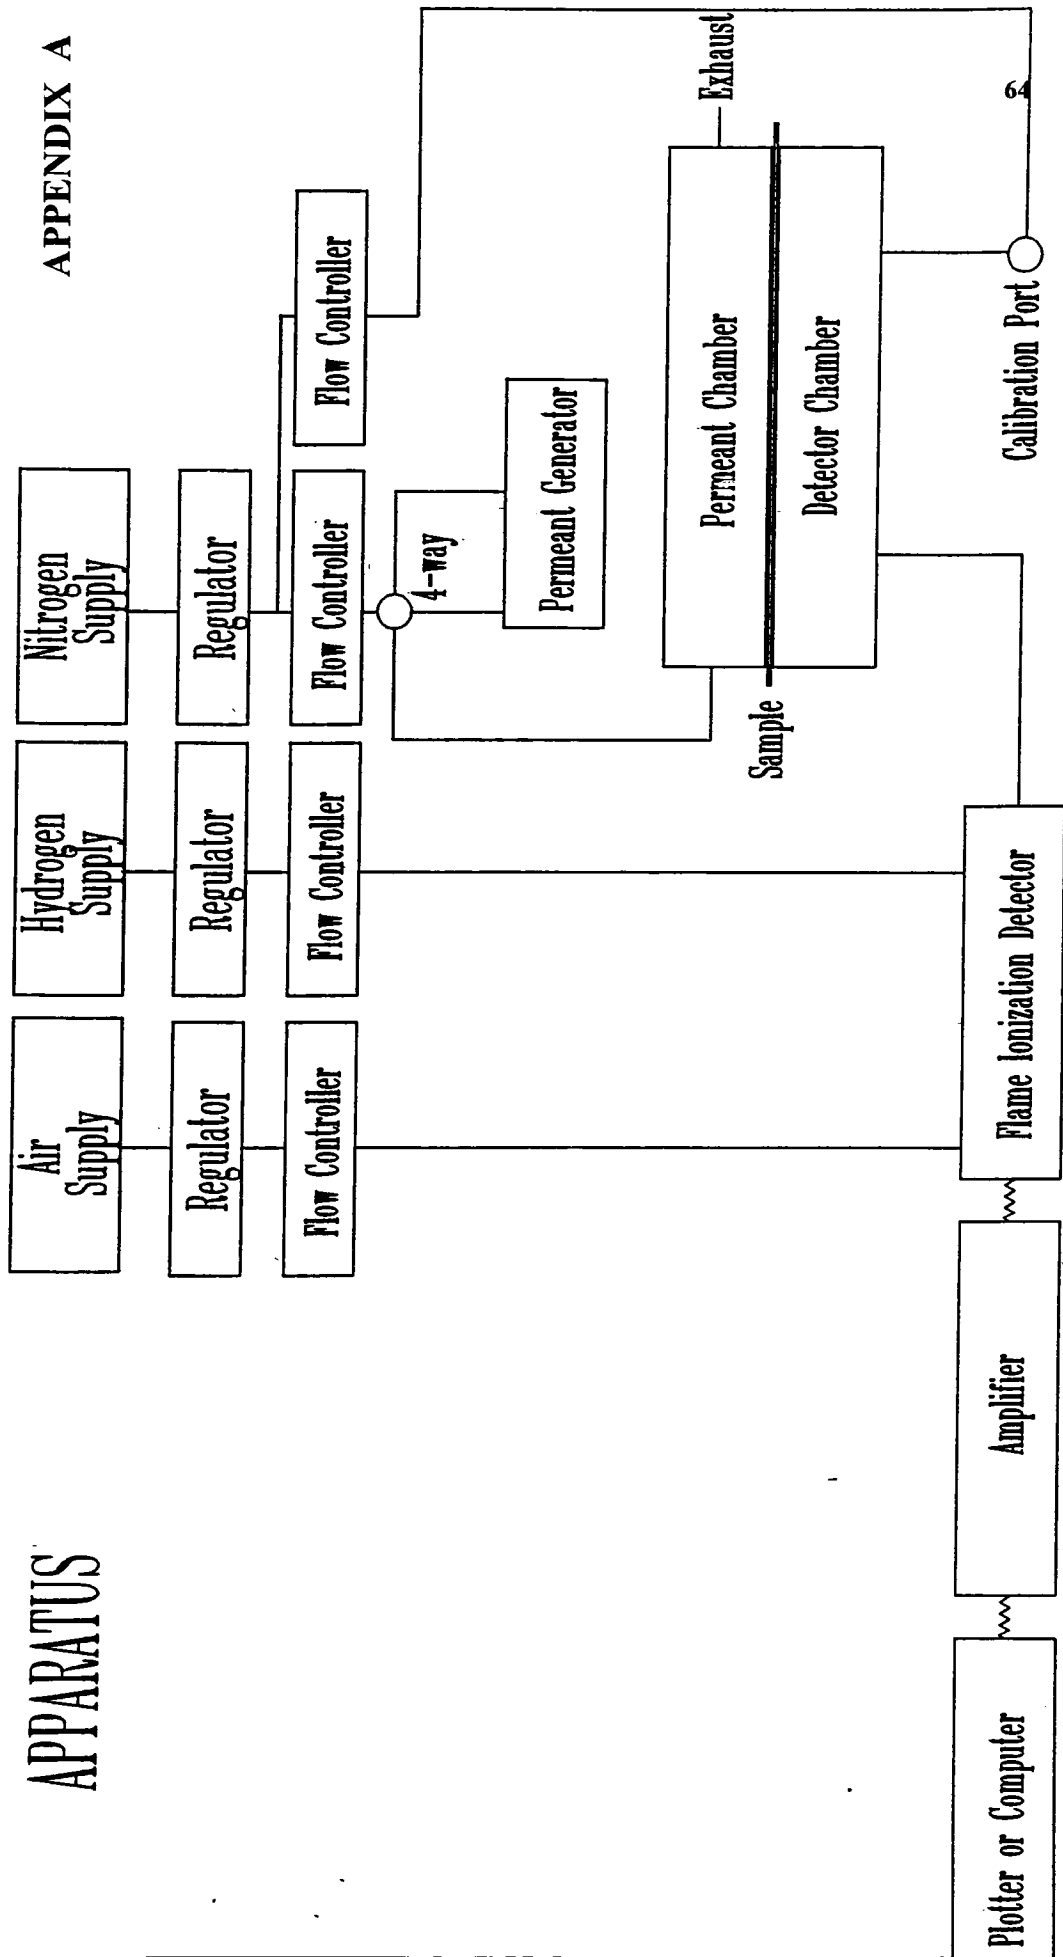 APPENDIX A
APPARATUS
Air
Supply
Hydrogen
Supply
Nitrogen
Supply
Regulator
Regulator
Regulator
Flow Controller
Flow Controller
Flow Controller
Flow Controller
4-way
Permeant Generator
Exhaust
Permeant Chamber
Sample
Detector Chamber
Calibration Port
Plotter or Computer
Amplifier
Flame Ionization Detector
64